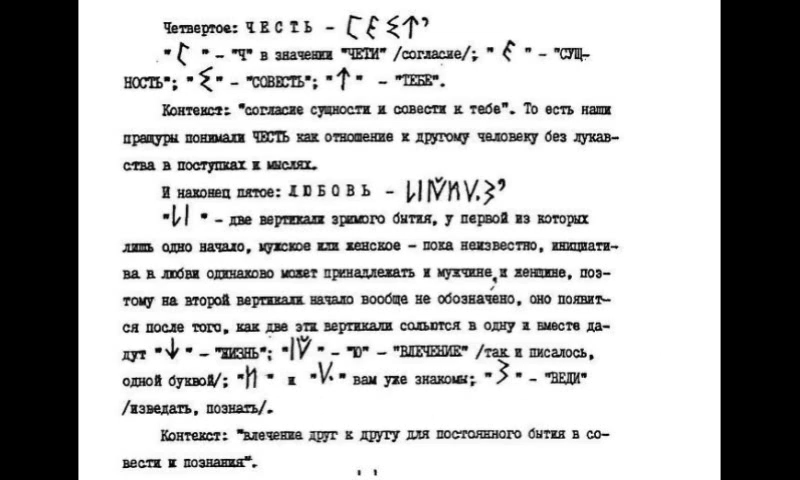 Четвертое: Ч Е С Т Ь –
" " – "Ч" в значении "ЧЕТИ" /согласие/; " " – "СУЩ-
НОСТЬ"; " " – "СОВЕСТЬ"; " ↑ " – "ТЕБЕ".
Контекст: "согласие сущности и совести к тебе". То есть наши
пращуры понимали ЧЕСТЬ как отношение к другому человеку без лукав-
ства в поступках и мыслях.
И наконец пятое: Л Ю Б О В Ь –
" " – две вертикали зримого бытия, у первой из которых
лишь одно начало, мужское или женское – пока неизвестно, инициати-
ва в любви одинаково может принадлежать и мужчине, и женщине, поэ-
тому на второй вертикали начало вообще не обозначено, оно появит-
ся после того, как две эти вертикали сольются в одну и вместе да-
дут " ↓ " – "ЖИЗНЬ"; " " – "Ю" – "ВЛЕЧЕНИЕ" /так и писалось,
одной буквой/; " " и " " вам уже знакомы; " " – "ВЕДИ"
/изведать, познать/.
Контекст: "влечение друг к другу для постоянного бытия в со-
вести и познания".